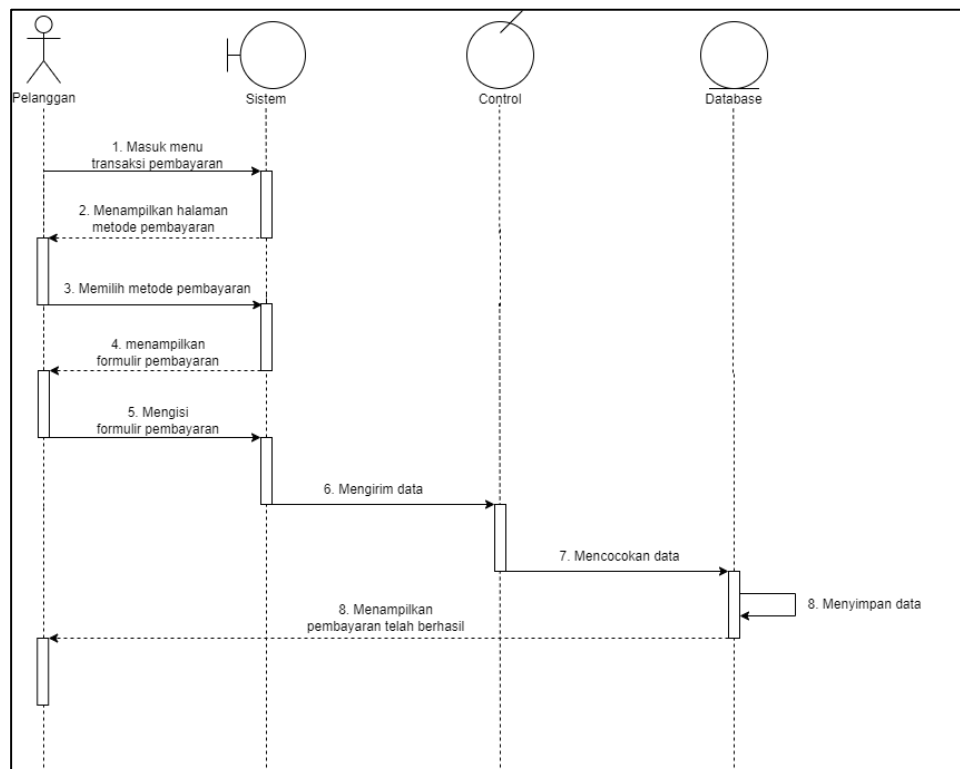 Pelanggan
Sistem
Control
Database
1. Masuk menu
transaksi pembayaran
2. Menampilkan halaman
metode pembayaran
3. Memilih metode pembayaran
4. menampilkan
formulir pembayaran
5. Mengisi
formulir pembayaran
6. Mengirim data
7. Mencocokan data
8. Menyimpan data
8. Menampilkan
pembayaran telah berhasil